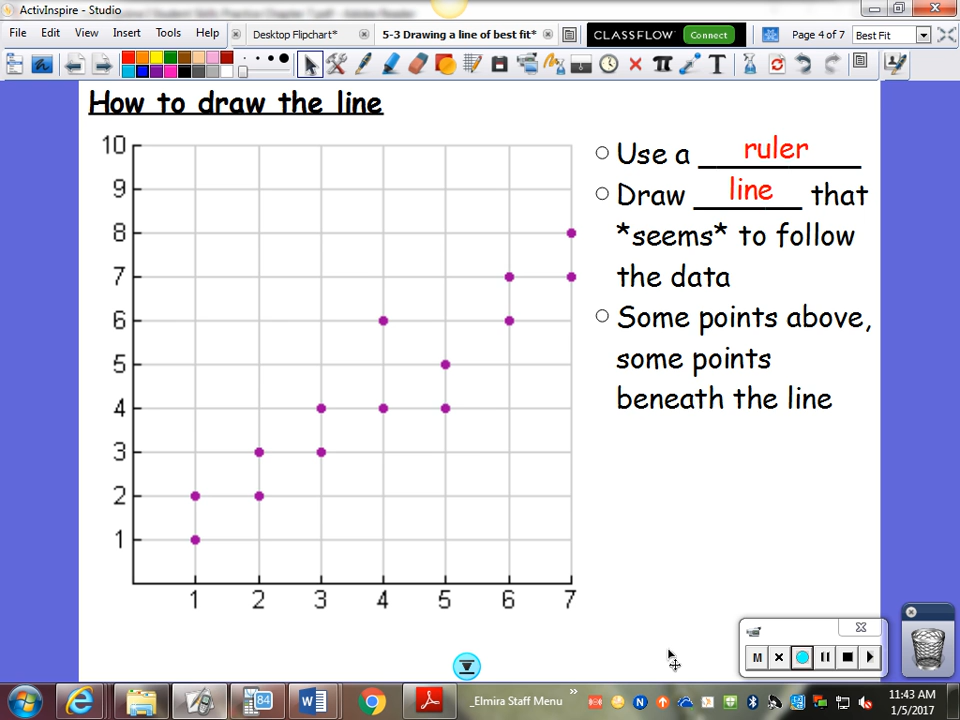 ActivInspire - Studio
File Edit View Insert Tools Help Desktop Flipchart* 5-3 Drawing a line of best fit* CLASSFLOW Connect Page 4 of 7 Best Fit
How to draw the line
10
9
8
7
6
5
4
3
2
1
1 2 3 4 5 6 7
Use a ruler
Draw line that
*seems* to follow
the data
Some points above,
some points
beneath the line
M
84
_Elmira Staff Menu
11:43 AM
1/5/2017